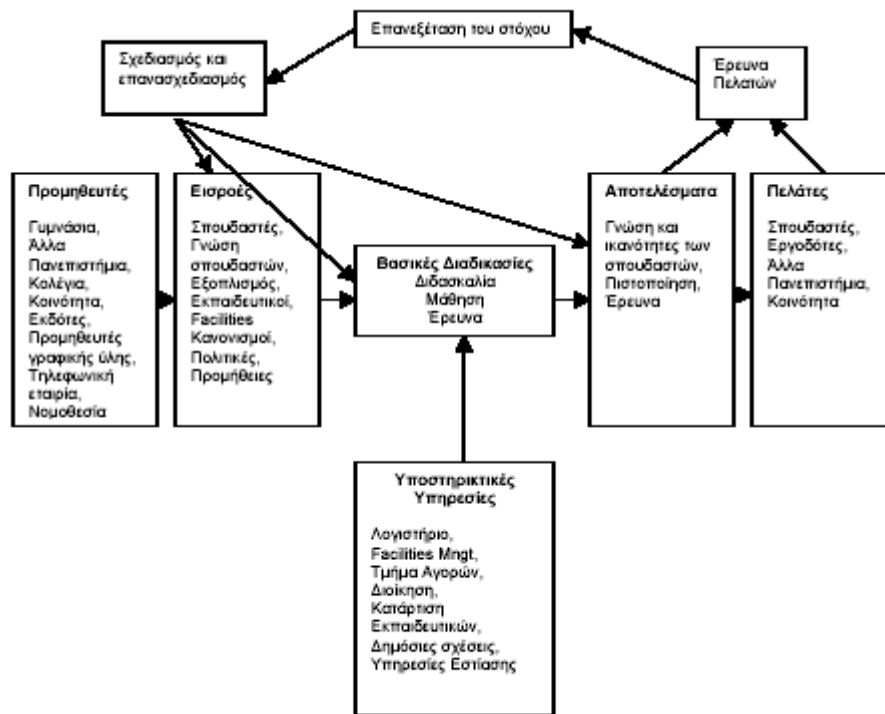 Επανεξέταση του στόχου
Σχεδιασμός και
επανασχεδιασμός
Έρευνα
Πελατών
Προμηθευτές
Γυμνάσια,
Άλλα
Πανεπιστήμια,
Κολέγια,
Κοινότητα,
Εκδότες,
Προμηθευτές
γραφικής ύλης,
Τηλεφωνική
εταιρία,
Νομοθεσία
Εισροές
Σπουδαστές,
Γνώση
σπουδαστών,
Εξοπλισμός,
Εκπαιδευτικοί,
Facilities
Κανονισμοί,
Πολιτικές,
Προμήθειες
Βασικές Διαδικασίες
Διδασκαλία
Μάθηση
Έρευνα
Αποτελέσματα
Γνώση και
ικανότητες των
σπουδαστών,
Πιστοποίηση,
Έρευνα
Πελάτες
Σπουδαστές,
Εργοδότες,
Άλλα
Πανεπιστήμια,
Κοινότητα
Υποστηρικτικές
Υπηρεσίες
Λογιστήριο,
Facilities Mngt,
Τμήμα Αγορών,
Διοίκηση,
Κατάρτιση
Εκπαιδευτικών,
Δημόσιες σχέσεις,
Υπηρεσίες Εστίασης